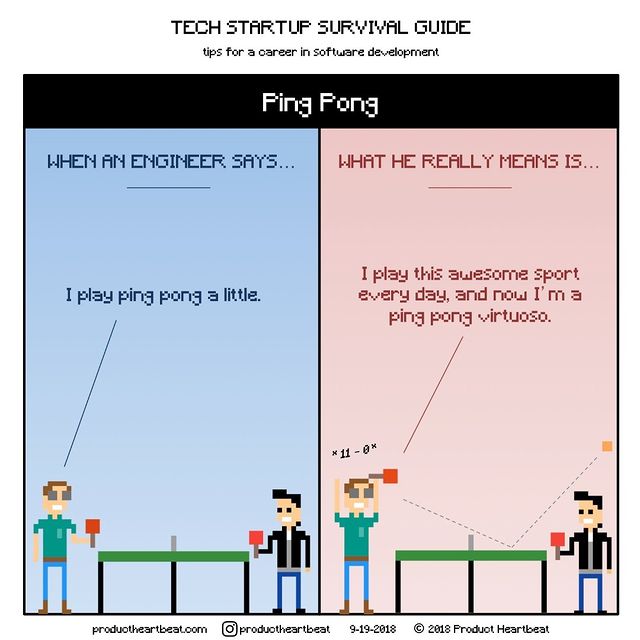 TECH STARTUP SURVIVAL GUIDE
tips for a career in software development
Ping Pong
WHEN AN ENGINEER SAYS...
I play ping pong a little.
WHAT HE REALLY MEANS IS...
I play this awesome sport
every day, and now I'm a
ping pong virtuoso.
*11-0*
productheartbeat.com productheartbeat 9-19-2018 © 2018 Product Heartbeat